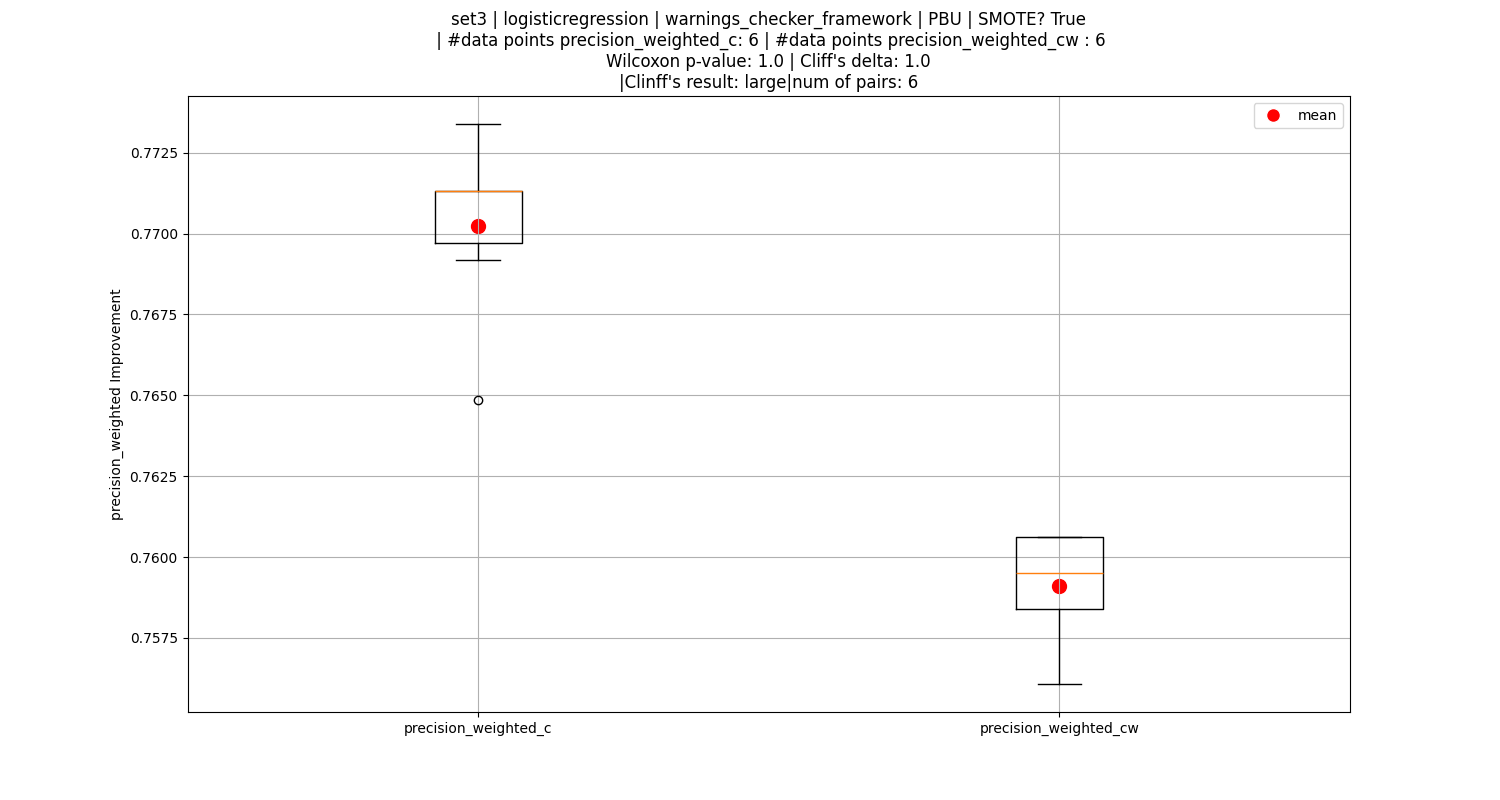 set3 | logisticregression | warnings_checker_framework | PBU | SMOTE? True
| #data points precision_weighted_c: 6 | #data points precision_weighted_cw : 6
Wilcoxon p-value: 1.0 | Cliff's delta: 1.0
|Clinff's result: large|num of pairs: 6
mean
precision_weighted Improvement
0.7725
0.7700
0.7675
0.7650
0.7625
0.7600
0.7575
precision_weighted_c
precision_weighted_cw